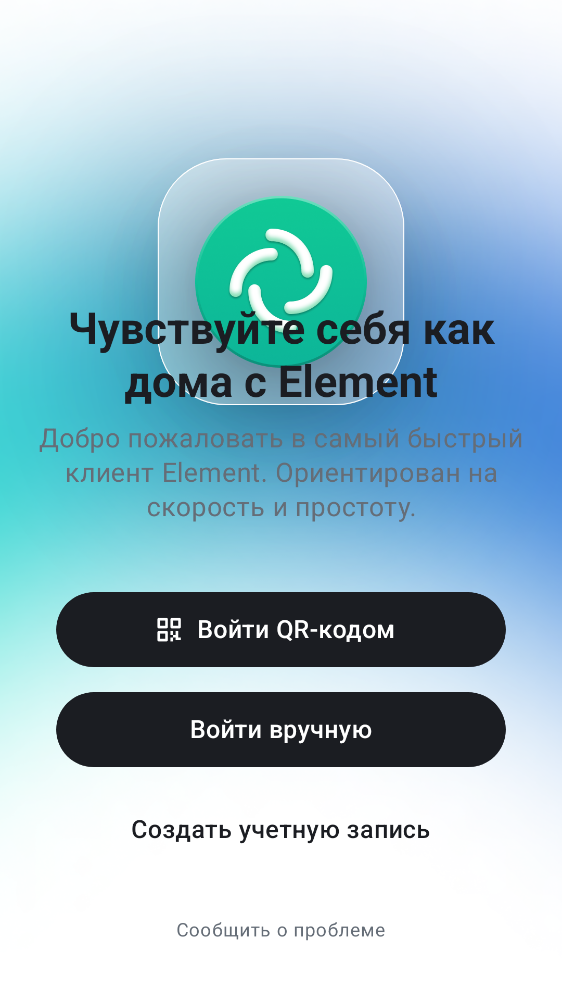 Чувствуйте себя как
дома с Element
Добро пожаловать в самый быстрый
клиент Element. Ориентирован на
скорость и простоту.
Войти QR-кодом
Войти вручную
Создать учетную запись
Сообщить о проблеме